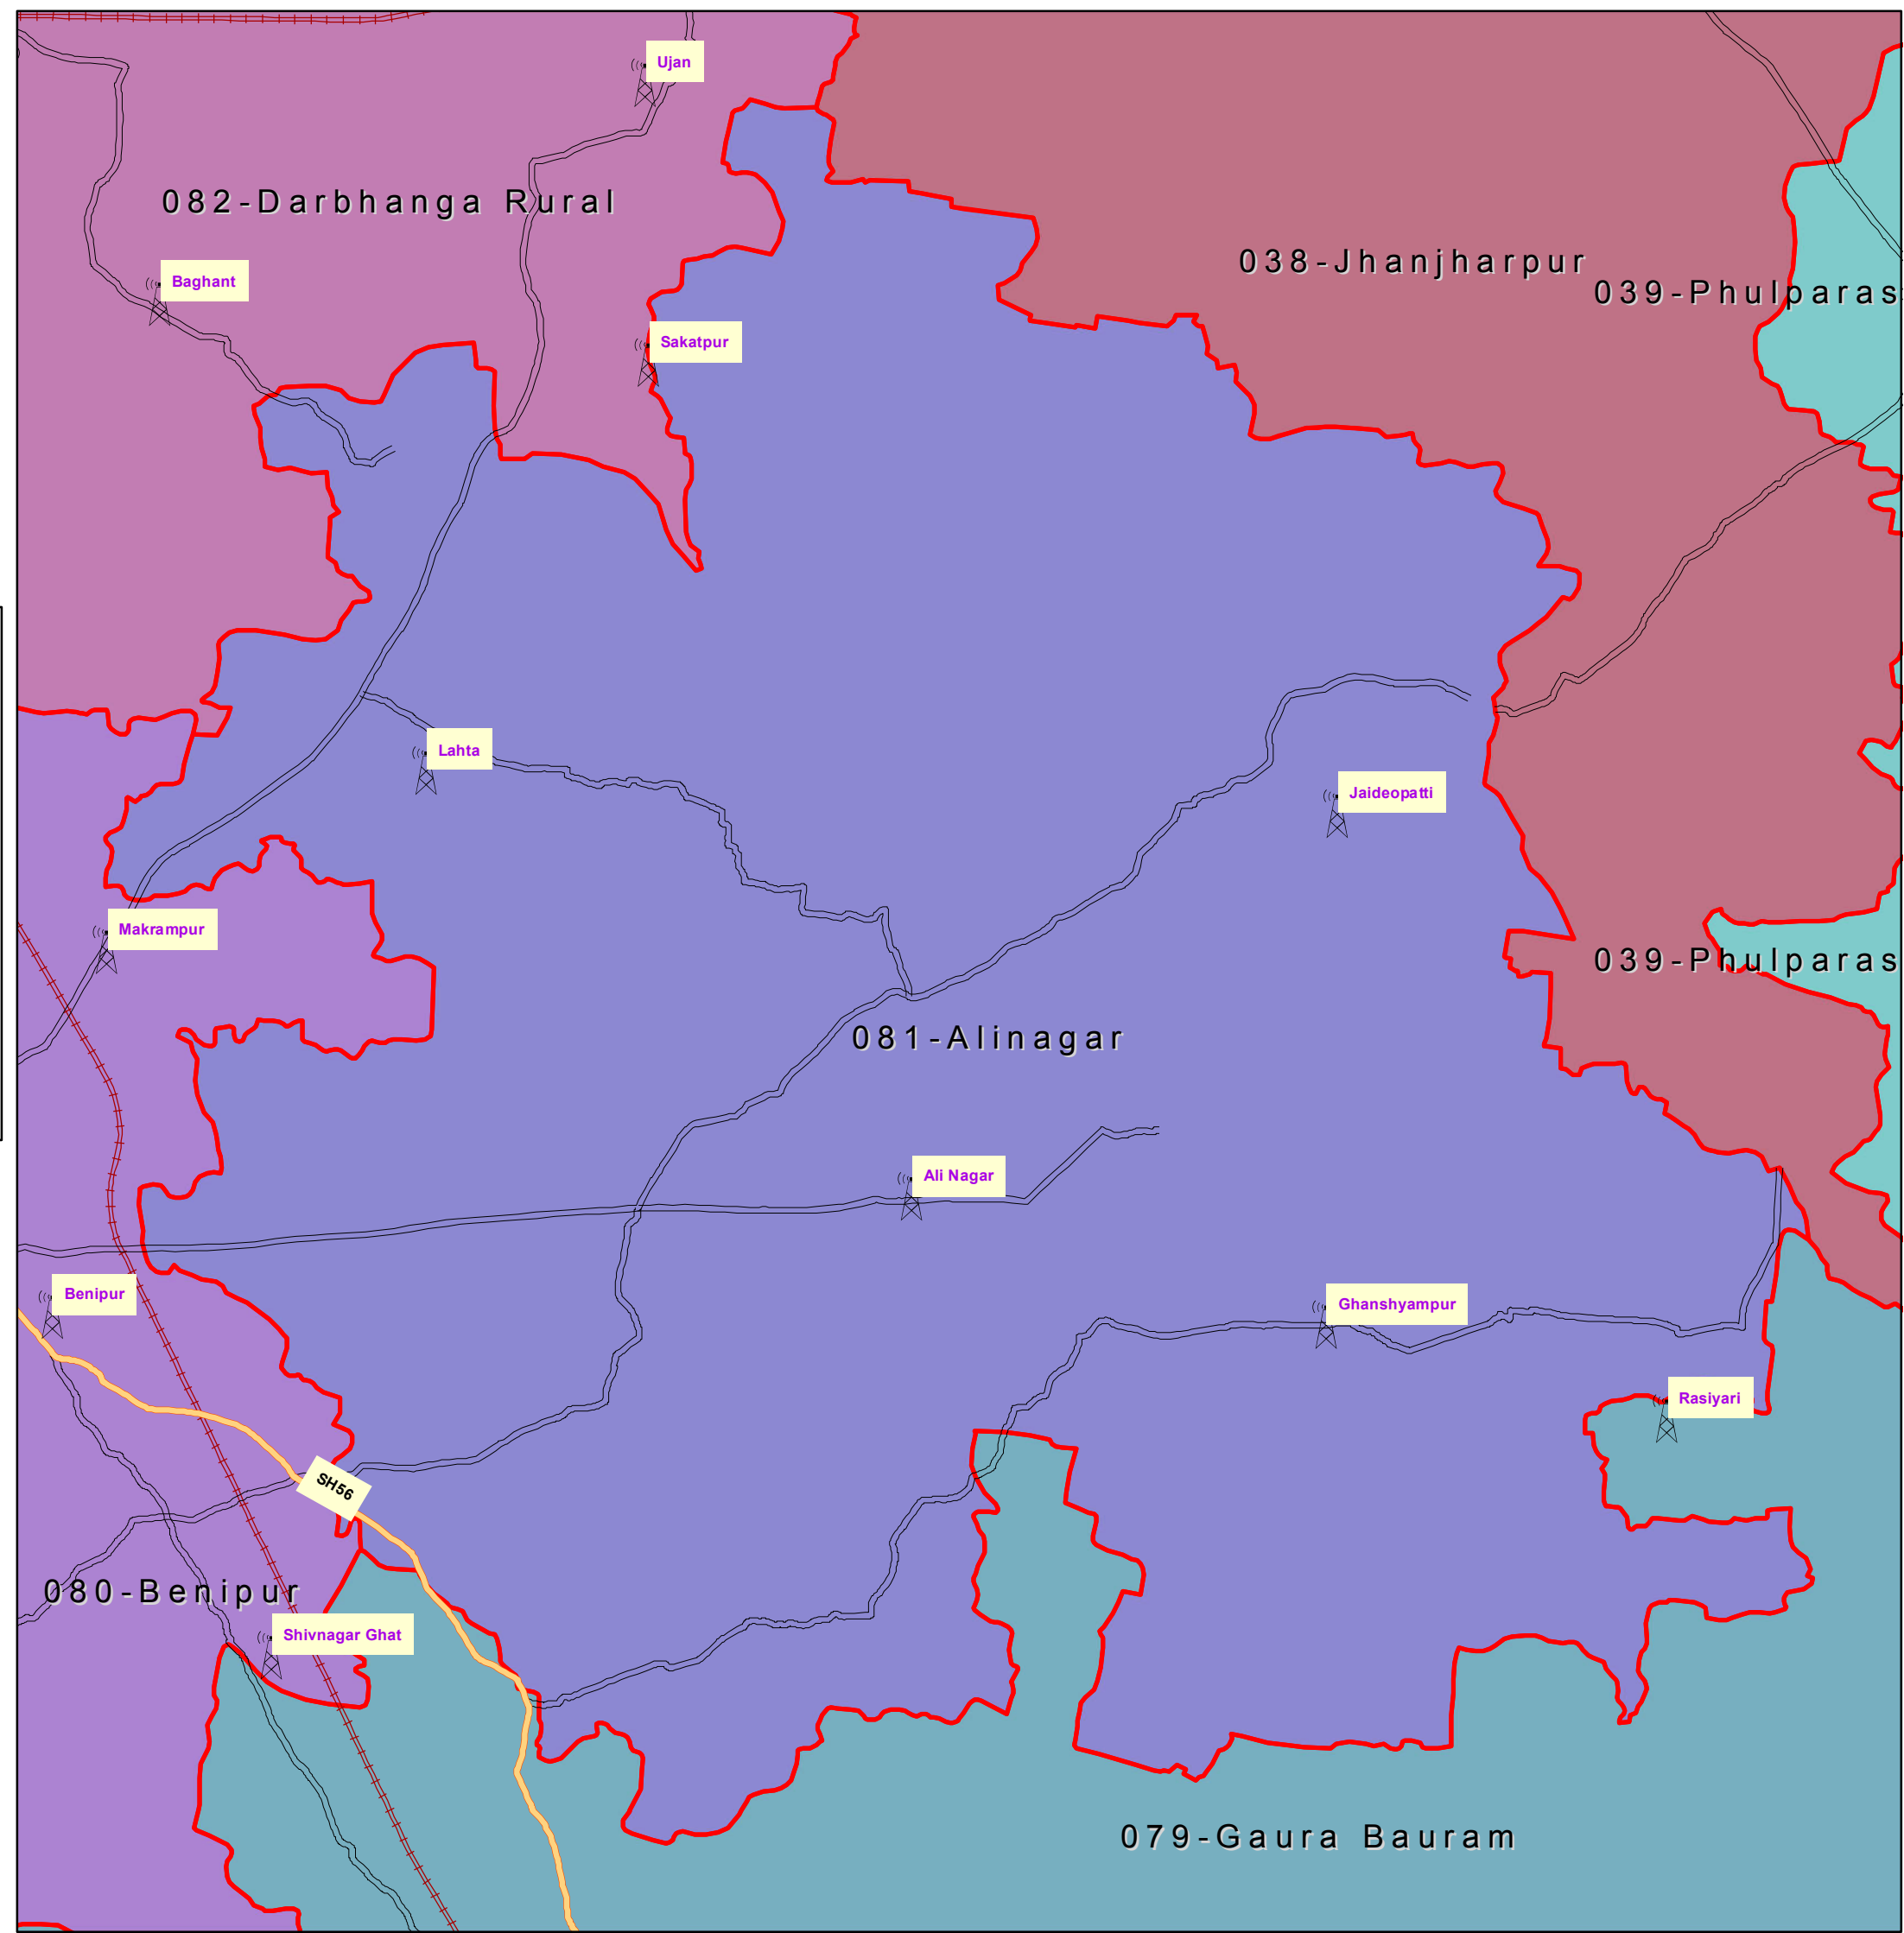 Ujan
082-Darbhanga Rural
038-Jhanjharpur
Baghant
039-Phulparas
Sakatpur
Lahta
Jaideopatti
Makrampur
039-Phulparas
081-Alinagar
Ali Nagar
Benipur
Ghanshyampur
Rasiyari
SH56
080-Benipur
Shivnagar Ghat
079-Gaura Bauram